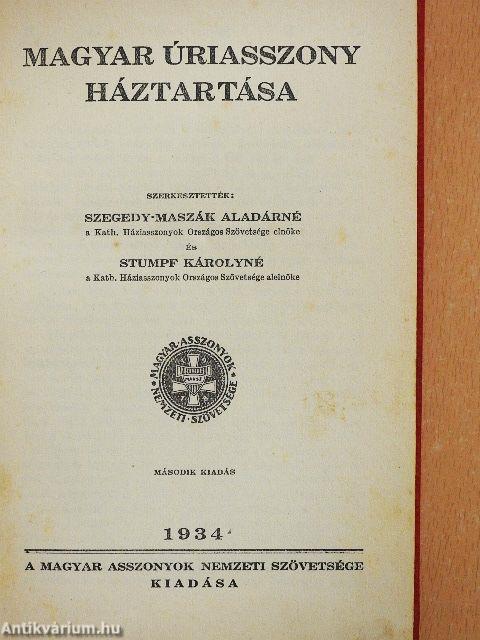 MAGYAR ÚRIASSZONY
HÁZTARTÁSA
SZERKESZTETTÉK:
SZEGEDY-MASZÁK ALADÁRNÉ
a Kath. Háziasszonyok Országos Szövetsége elnöke
ÉS
STUMPF KÁROLYNÉ
a Kath. Háziasszonyok Országos Szövetsége alelnöke
MAGYAR·ASSZONYOK·
NEMZETI·SZÖVETSÉGE
MÁSODIK KIADÁS
1934
A MAGYAR ASSZONYOK NEMZETI SZÖVETSÉGE
KIADÁSA
Antikvárium.hu